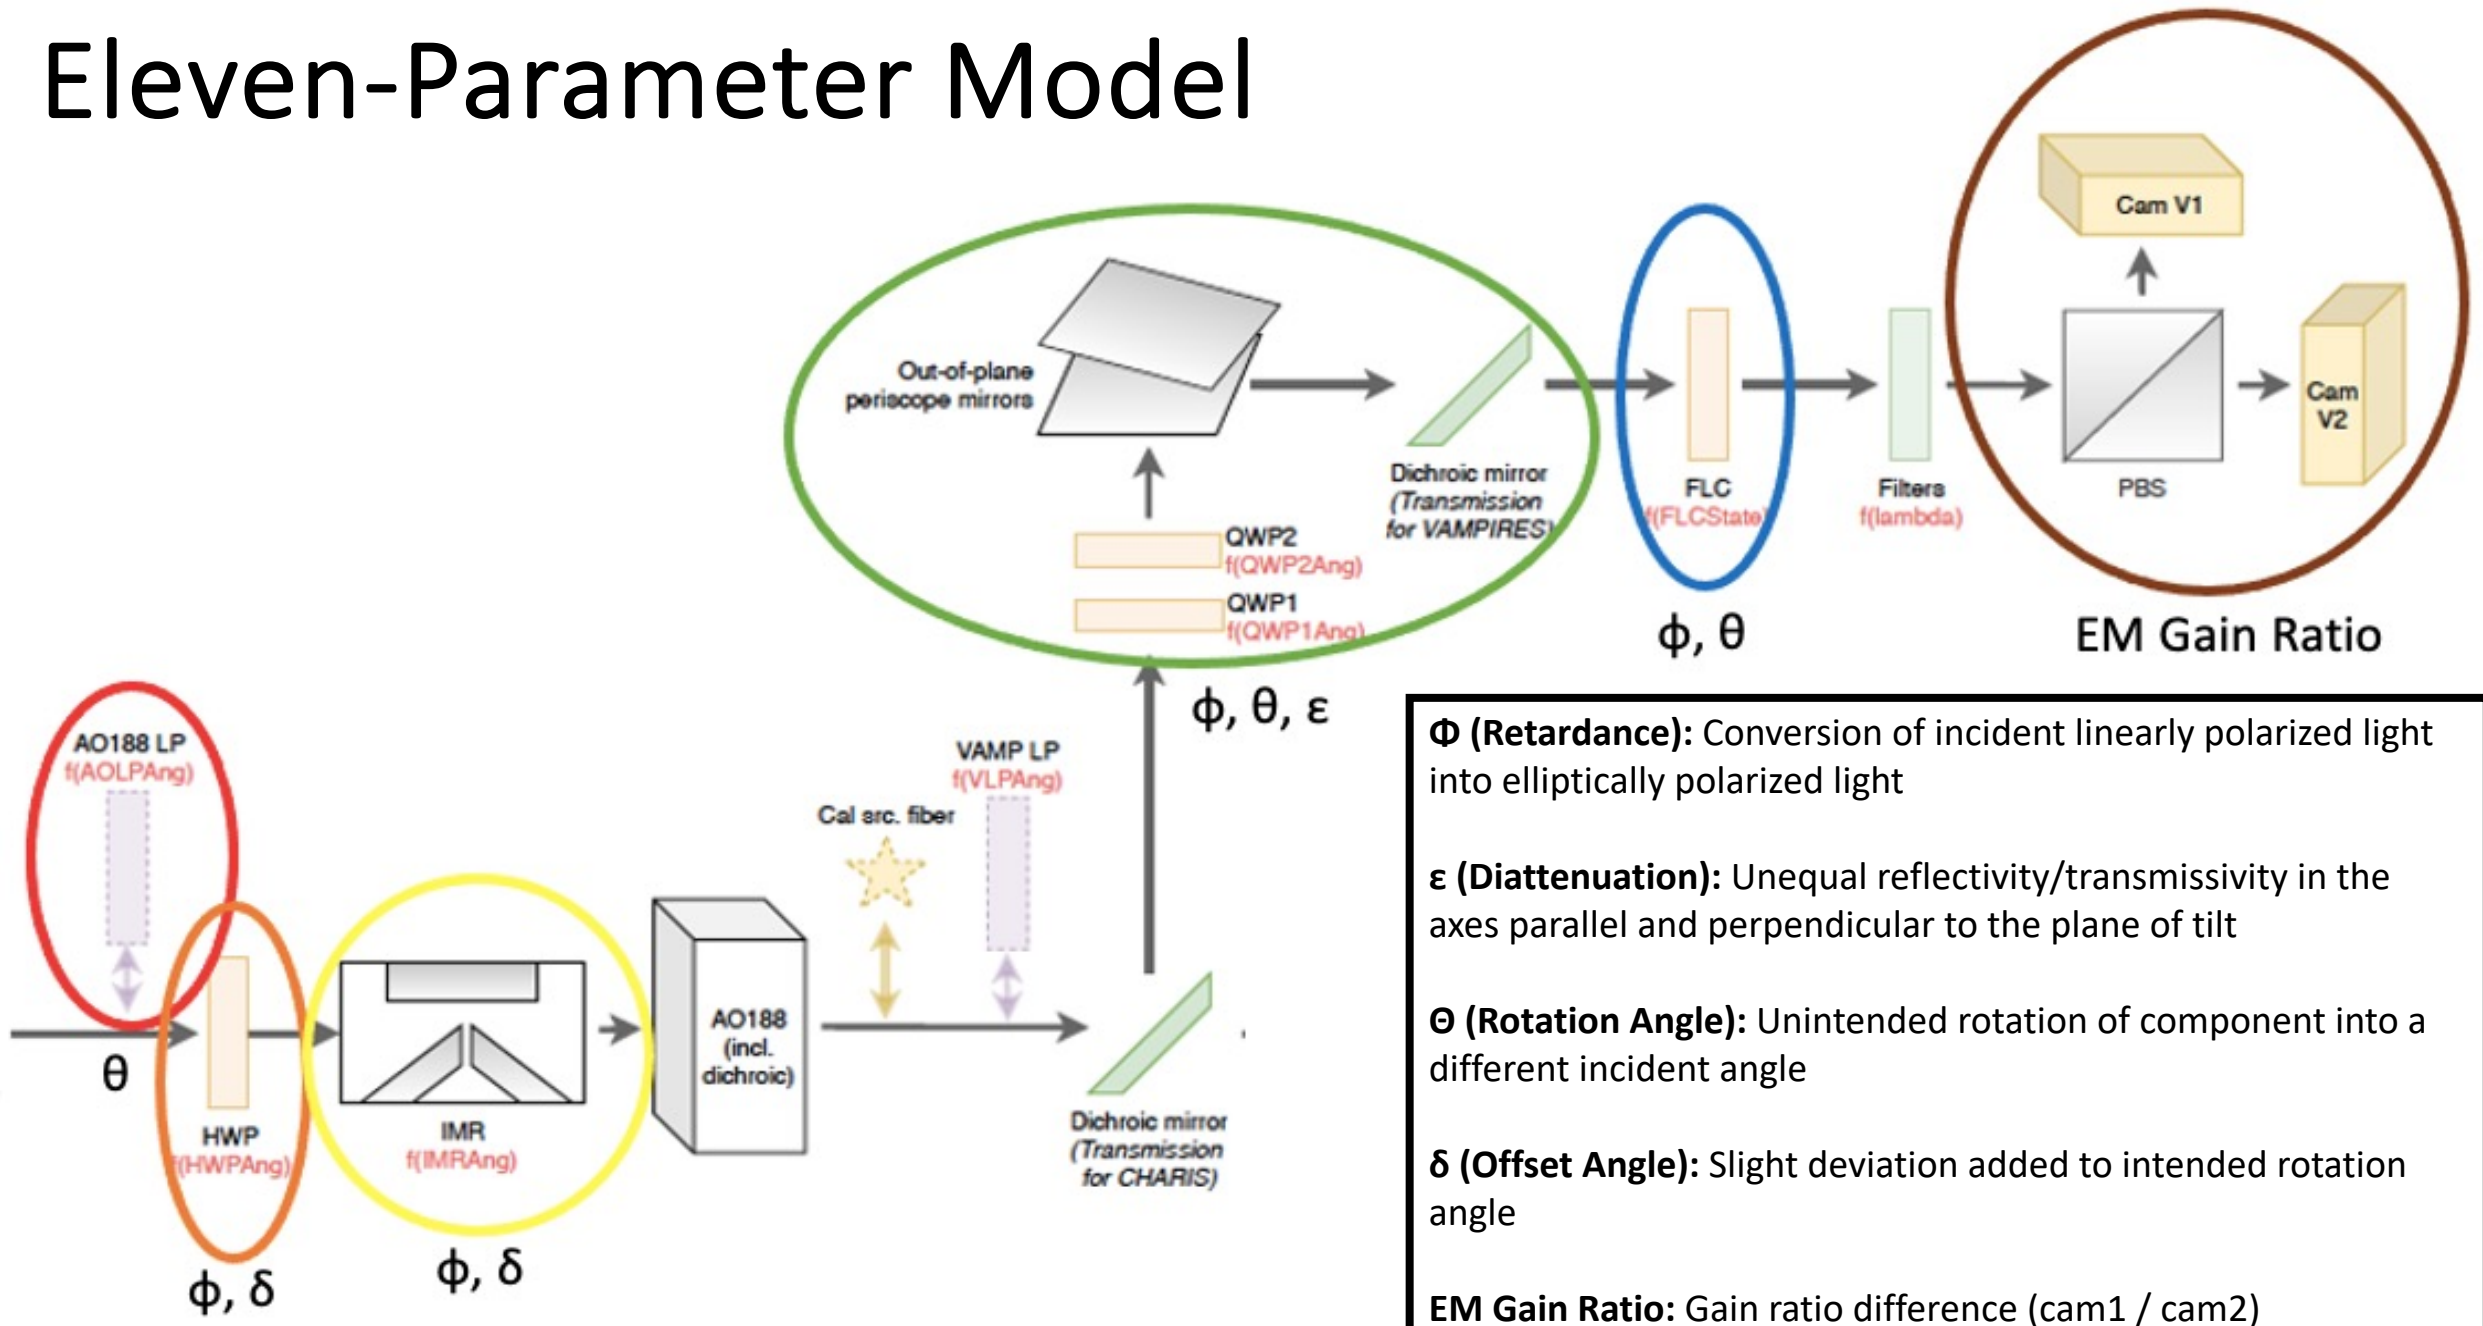 Eleven-Parameter Model
Cam V1
Out-of-plane
periscope mirrors
Cam
V2
Dichroic mirror
(Transmission
for VAMPIRES)
FLC
f(FLCState)
Filters
f(lambda)
PBS
QWP2
f(QWP2Ang)
QWP1
f(QWP1Ang)
ϕ, θ
EM Gain Ratio
ϕ, θ, ε
AO188 LP
f(AOLPAng)
VAMP LP
f(VLPAng)
Cal src. fiber
AO188
(incl.
dichroic)
θ
HWP
f(HWPAng)
IMR
f(IMRAng)
Dichroic mirror
(Transmission
for CHARIS)
ϕ, δ
ϕ, δ
Φ (Retardance): Conversion of incident linearly polarized light
into elliptically polarized light
ε (Diattenuation): Unequal reflectivity/transmissivity in the
axes parallel and perpendicular to the plane of tilt
Θ (Rotation Angle): Unintended rotation of component into a
different incident angle
δ (Offset Angle): Slight deviation added to intended rotation
angle
EM Gain Ratio: Gain ratio difference (cam1 / cam2)